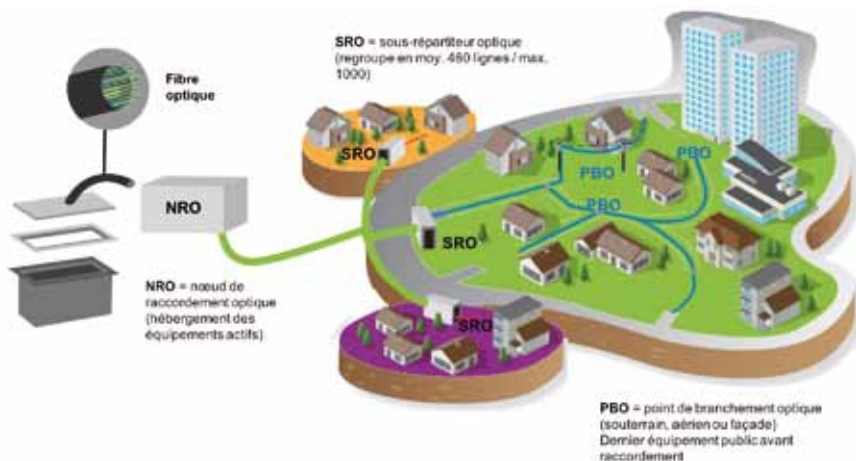 SRO = sous-répartiteur optique
(regroupe en moy. 460 lignes / max.
1000)
Fibre
optique
SRO
PBO
PBO
NRO
PBO
SRO
NRO = nœud de
raccordement optique
(hébergement des
équipements actifs)
SRO
PBO = point de branchement optique
(souterrain, aérien ou façade)
Dernier équipement public avant
raccordement